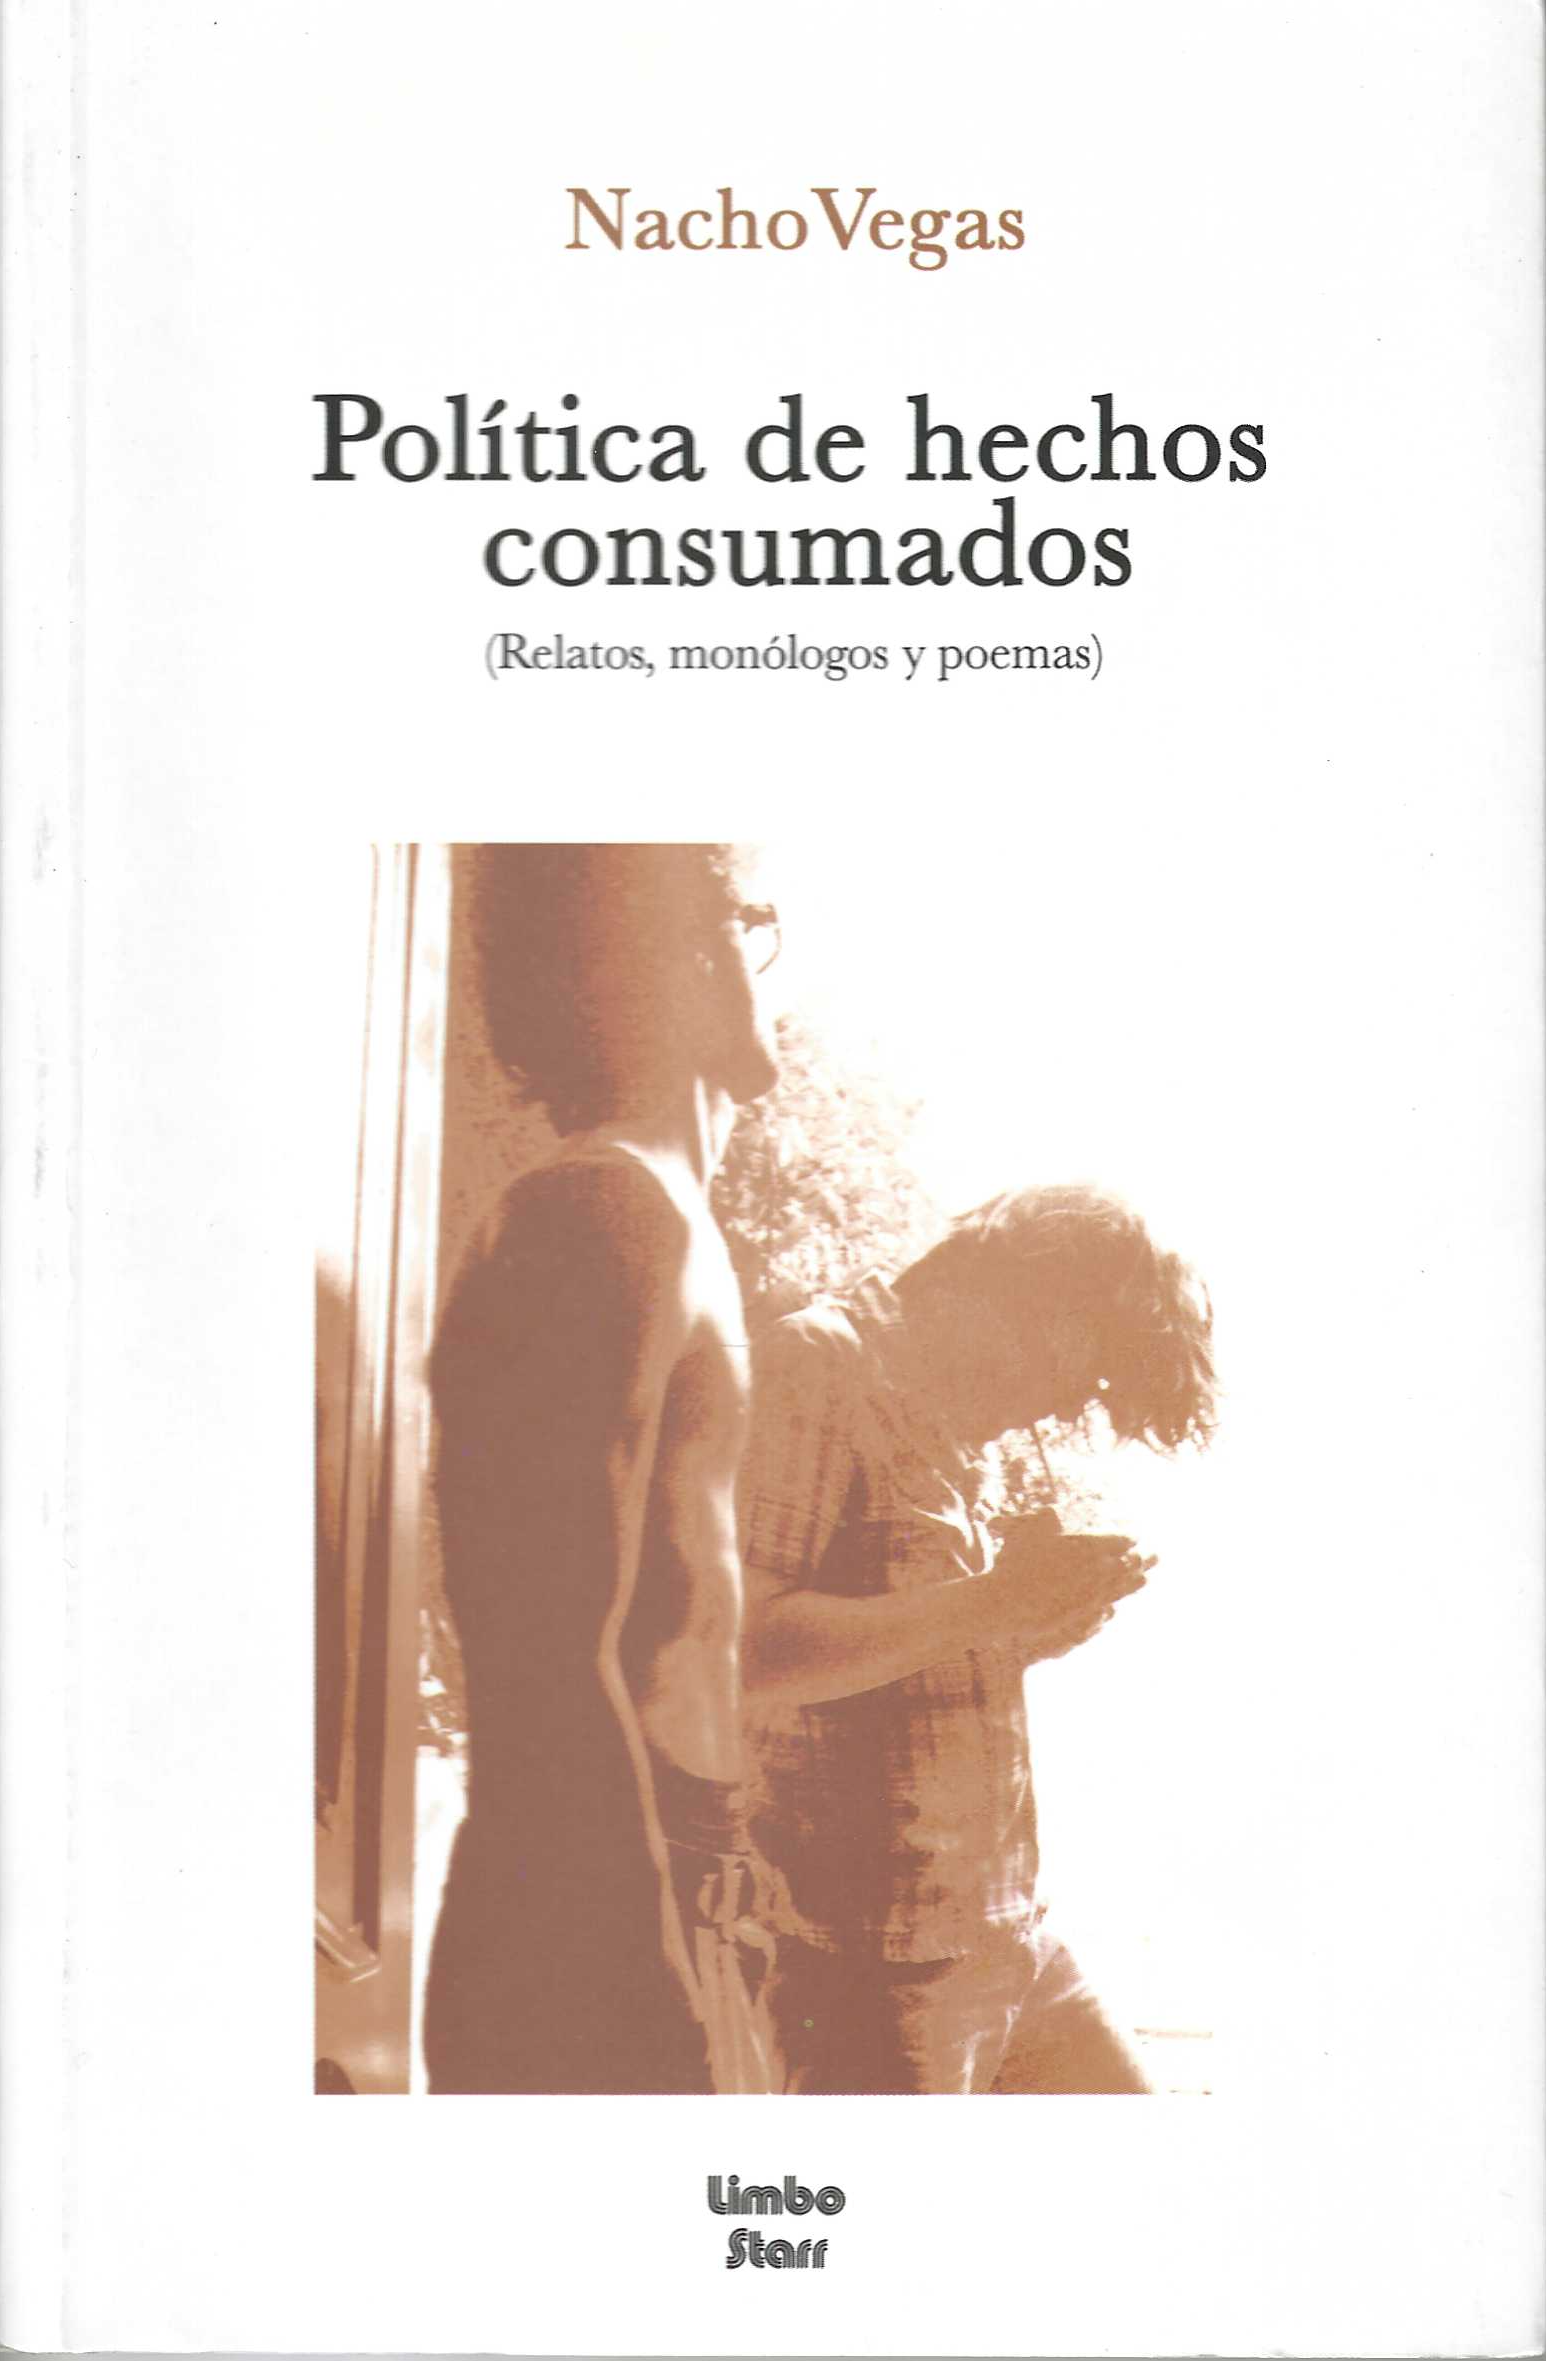 Nacho Vegas
Política de hechos
consumados
(Relatos, monólogos y poemas)
Limbo
Starr